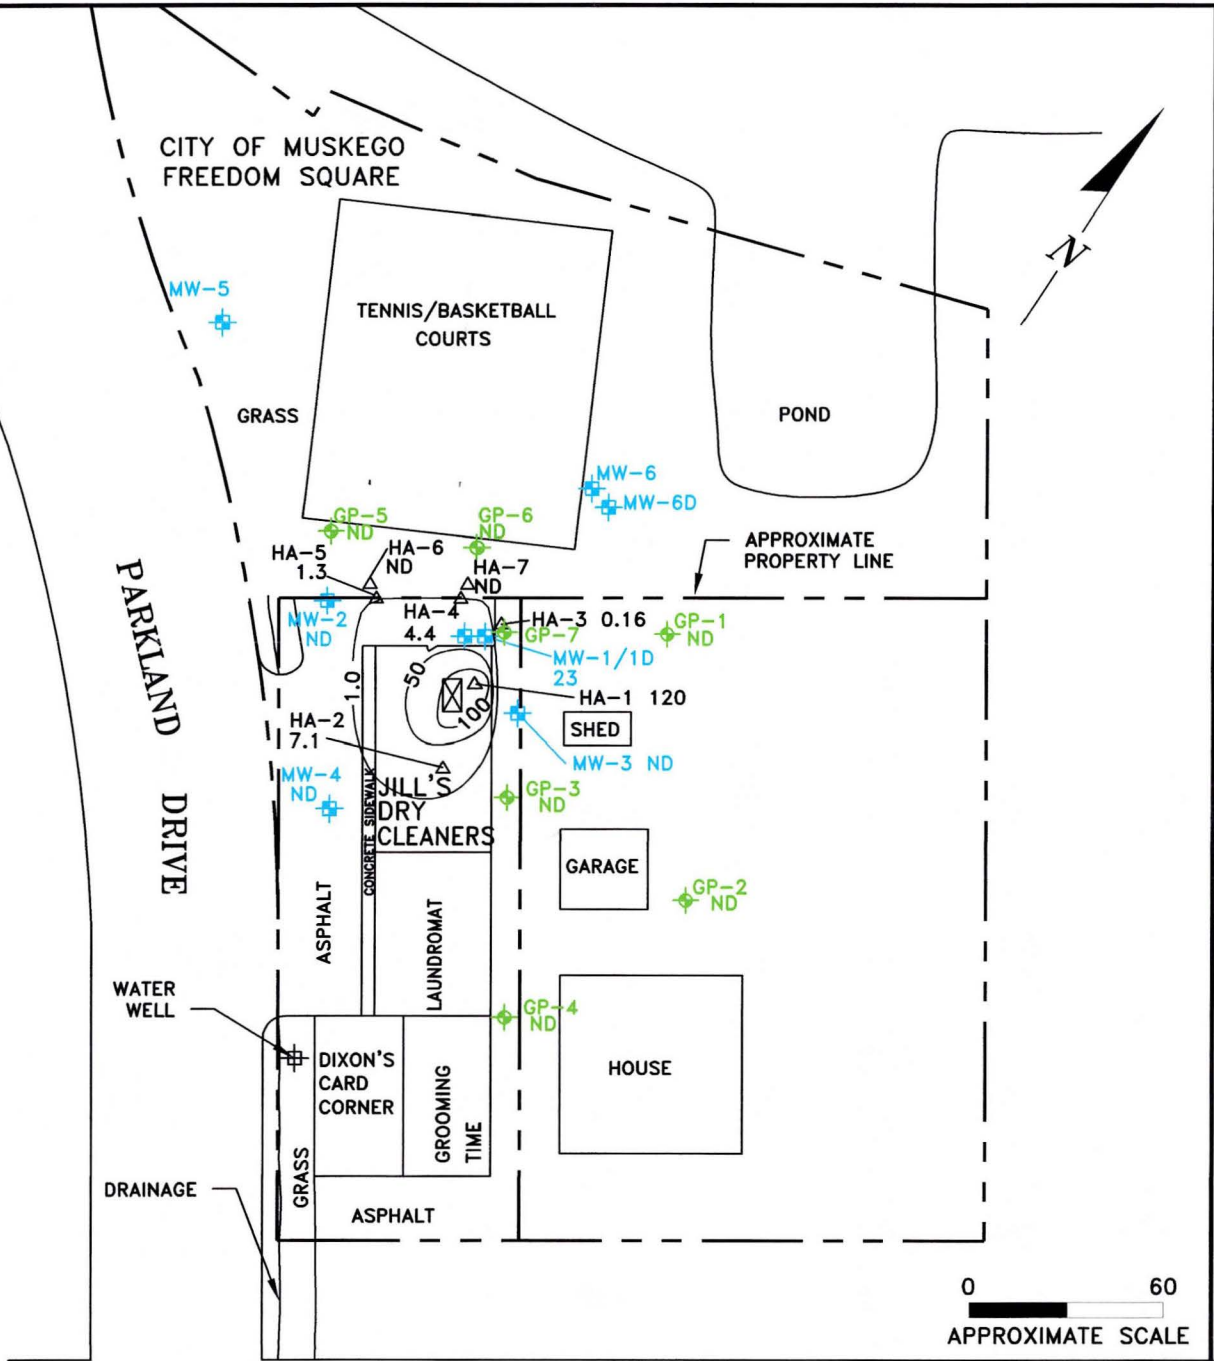 CITY OF MUSKEGO
FREEDOM SQUARE
N
MW-5
TENNIS/BASKETBALL
COURTS
GRASS
POND
MW-6
MW-6D
GP-5
ND
GP-6
ND
APPROXIMATE
PROPERTY LINE
HA-5
1.3
HA-6
ND
HA-7
ND
PARKLAND DRIVE
MW-2
ND
HA-4
4.4
HA-3 0.16
GP-7
GP-1
ND
MW-1/1D
23
1.0
50
100
HA-1 120
HA-2
7.1
SHED
MW-3 ND
MW-4
ND
JILL'S
DRY
CLEANERS
CONCRETE SIDEWALK
GP-3
ND
GARAGE
GP-2
ND
ASPHALT
LAUNDROMAT
WATER
WELL
GP-4
ND
DIXON'S
CARD
CORNER
GROOMING
TIME
HOUSE
GRASS
DRAINAGE
ASPHALT
0 60
APPROXIMATE SCALE